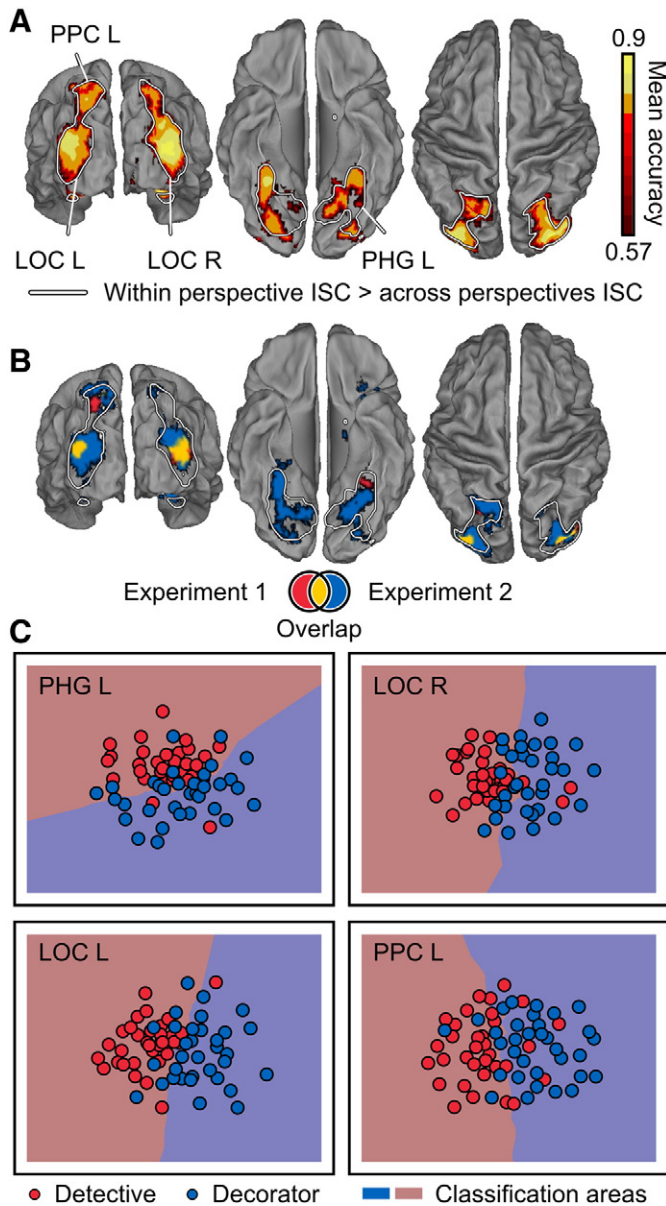 A
PPC L
LOC L
LOC R
PHG L
0.9
Mean accuracy
0.57
Within perspective ISC > across perspectives ISC
B
Experiment 1
Experiment 2
Overlap
C
PHG L
LOC R
LOC L
PPC L
Detective
Decorator
Classification areas